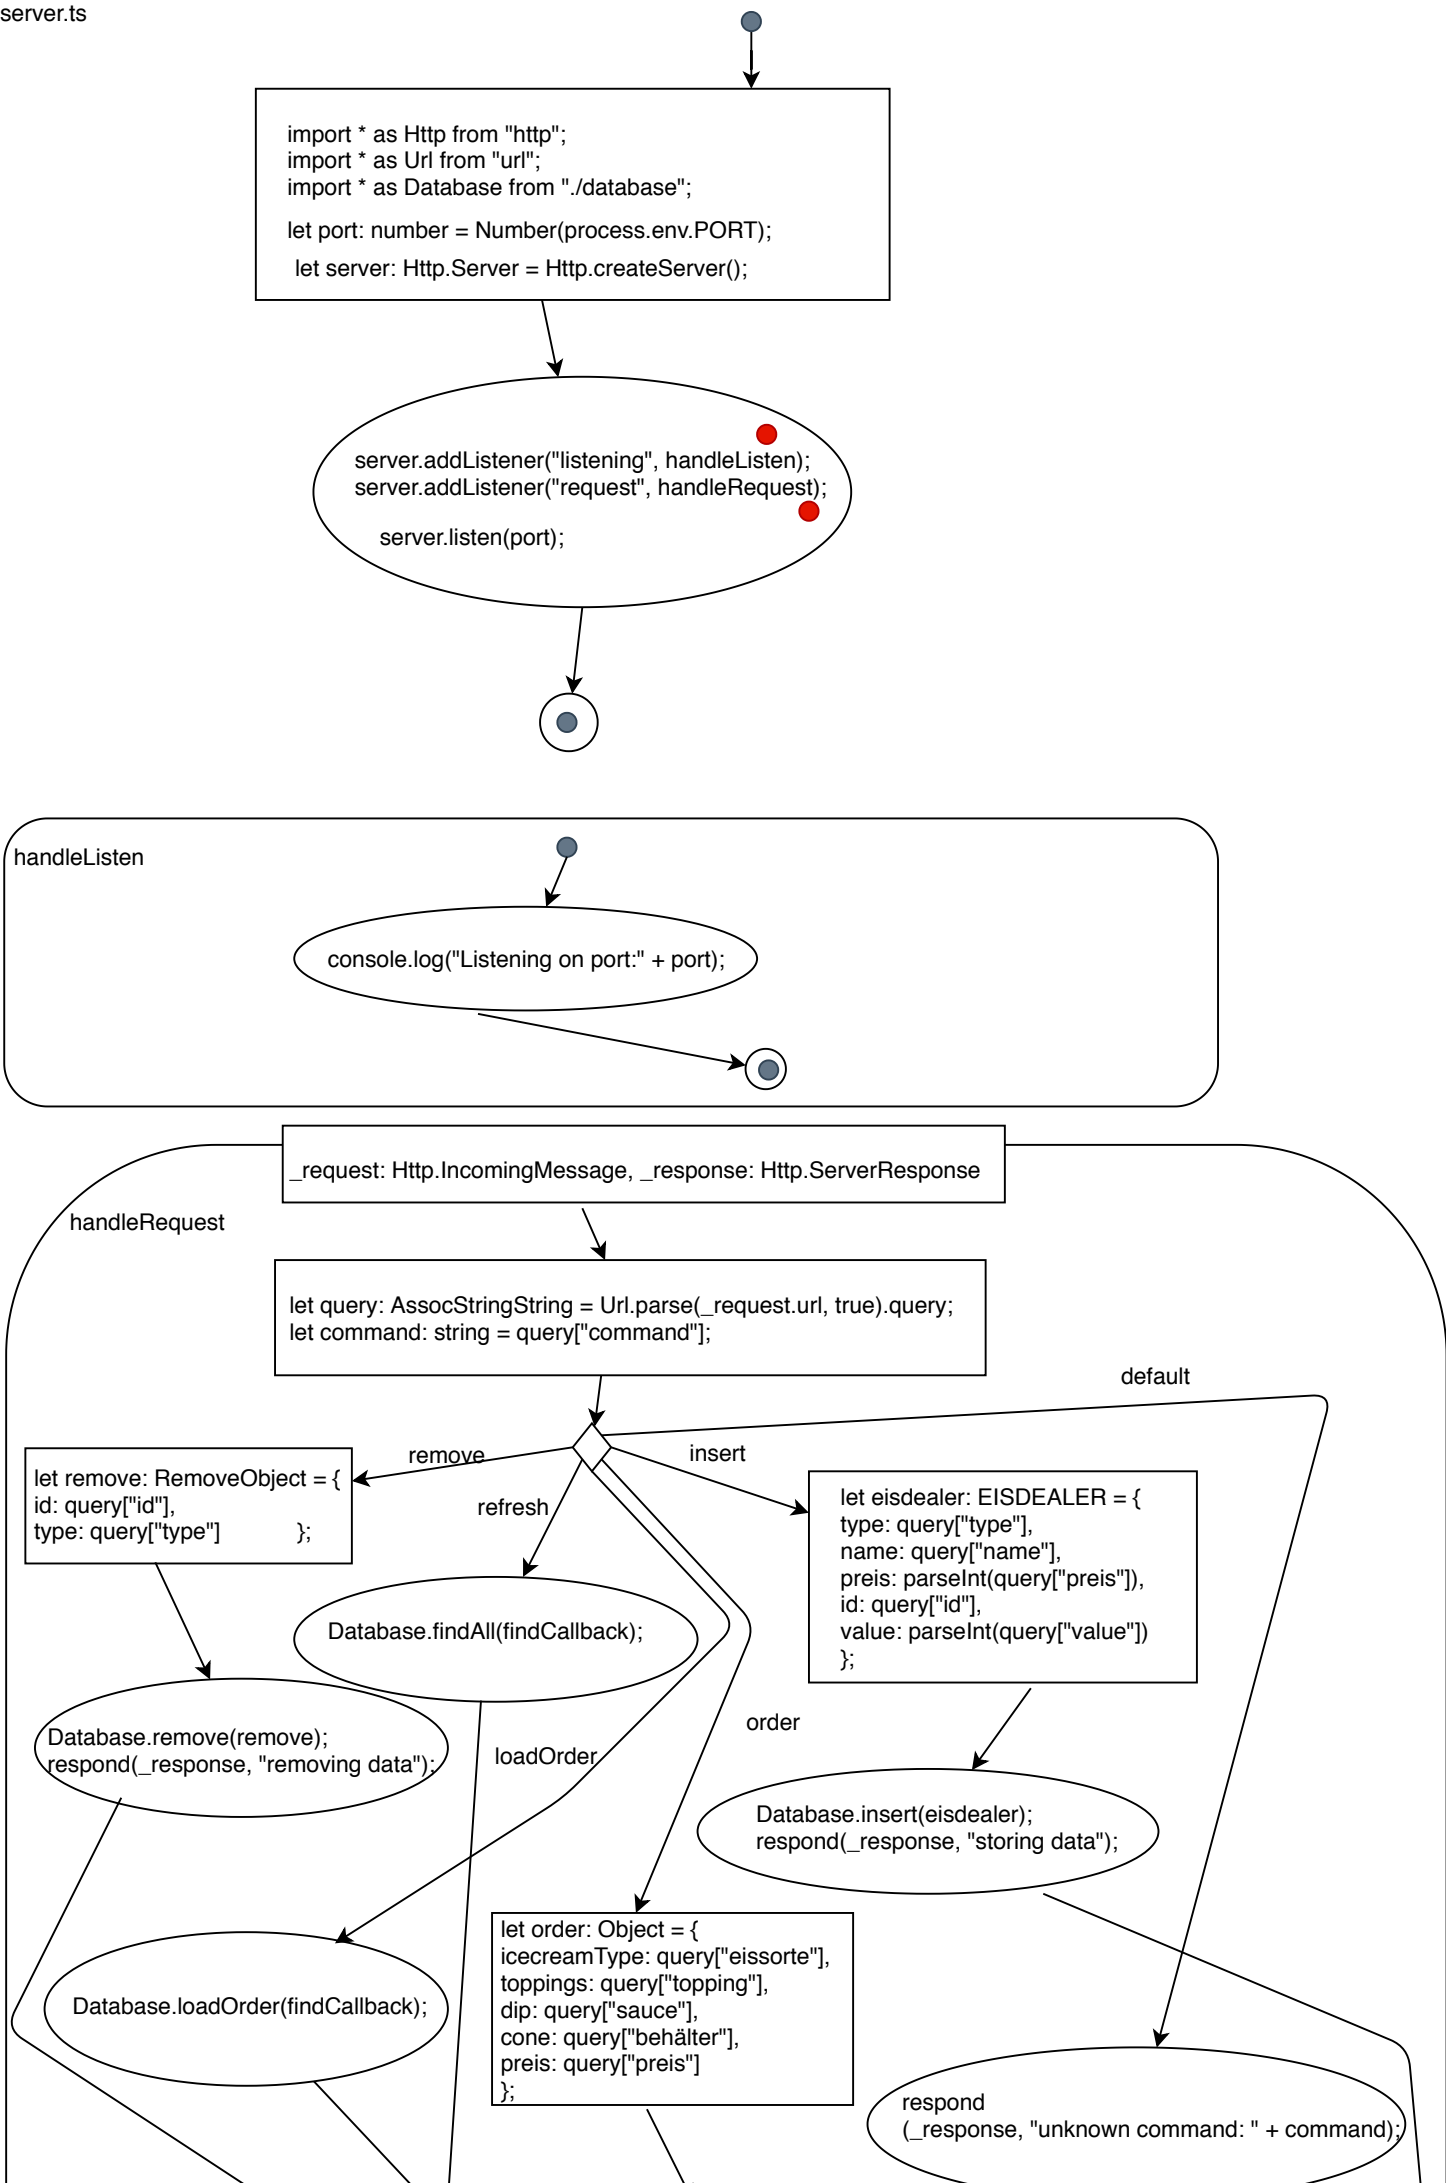 server.ts
import * as Http from "http";
import * as Url from "url";
import * as Database from "./database";
let port: number = Number(process.env.PORT);
let server: Http.Server = Http.createServer();
server.addListener("listening", handleListen);
server.addListener("request", handleRequest);
server.listen(port);
handleListen
console.log("Listening on port:" + port);
_request: Http.IncomingMessage, _response: Http.ServerResponse
handleRequest
let query: AssocStringString = Url.parse(_request.url, true).query;
let command: string = query["command"];
default
remove
insert
refresh
let remove: RemoveObject = {
id: query["id"],
type: query["type"] };
let eisdealer: EISDEALER = {
type: query["type"],
name: query["name"],
preis: parseInt(query["preis"]),
id: query["id"],
value: parseInt(query["value"])
};
Database.findAll(findCallback);
order
loadOrder
Database.remove(remove);
respond(_response, "removing data");
Database.insert(eisdealer);
respond(_response, "storing data");
Database.loadOrder(findCallback);
let order: Object = {
icecreamType: query["eissorte"],
toppings: query["topping"],
dip: query["sauce"],
cone: query["behälter"],
preis: query["preis"]
};
respond
(_response, "unknown command: " + command);